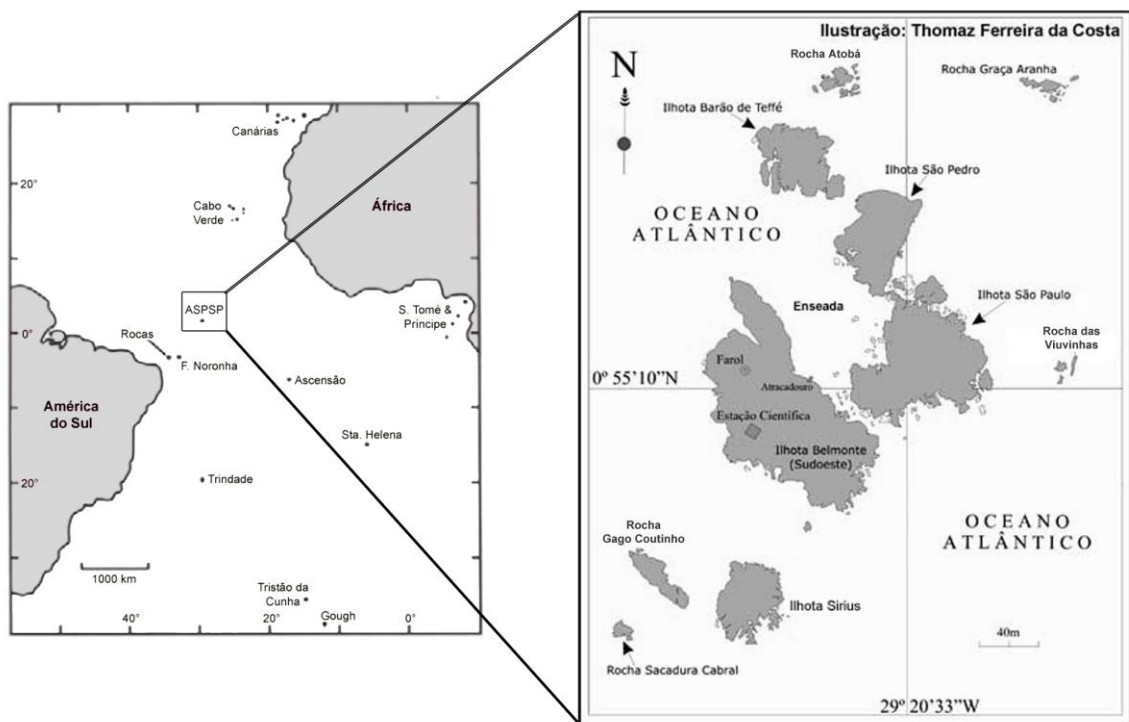 Canárias
20°
Cabo
Verde
África
ASPSP
S. Tomé &
Príncipe
0°
Rocas
F. Noronha
Ascensão
América
do Sul
Sta. Helena
20°
Trindade
1000 km
Tristão da
Cunha
Gough
40°
20°
0°
Ilustração: Thomaz Ferreira da Costa
N
Rocha Atobá
Rocha Graça Aranha
Ilhota Barão de Teffé
Ilhota São Pedro
OCEANO
ATLÂNTICO
Enseada
Ilhota São Paulo
Rocha das
Viuvinhas
Farol
0° 55'10"N
Atracadouro
Estação Científica
Ilhota Belmonte
(Sudoeste)
OCEANO
ATLÂNTICO
Rocha
Gago Coutinho
Ilhota Sirius
40m
Rocha Sacadura Cabral
29º 20'33"W